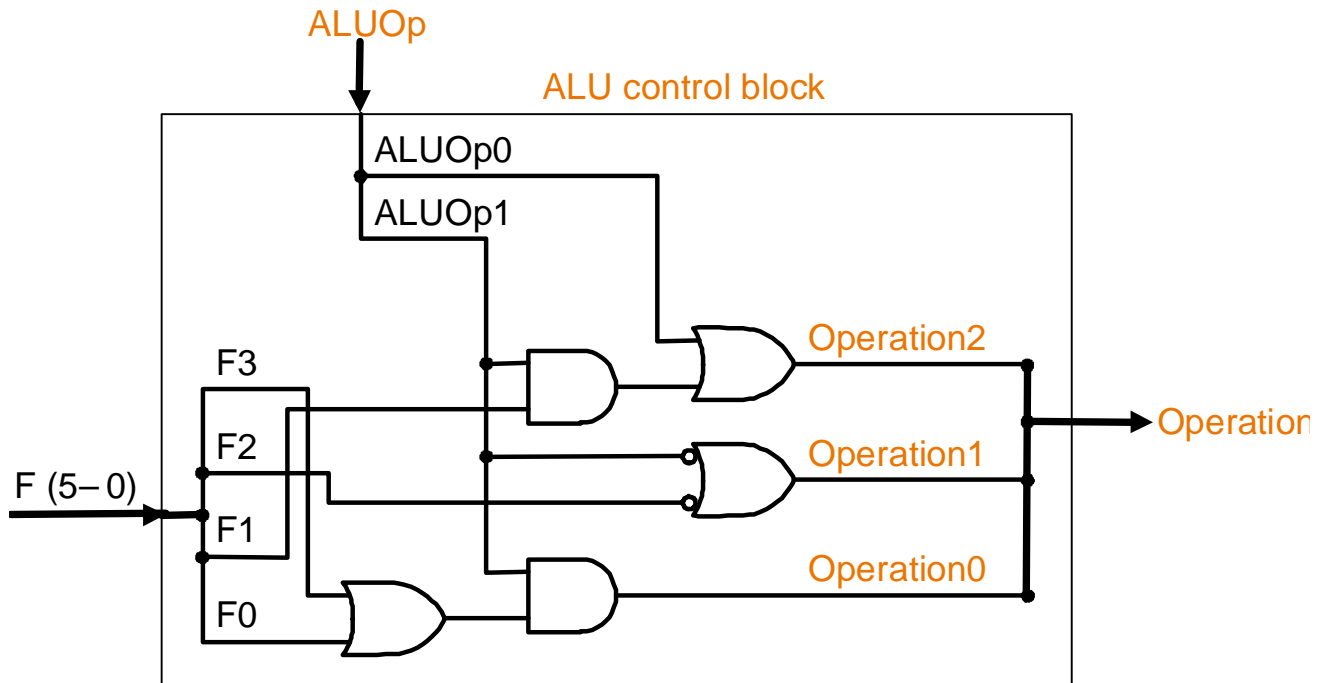 ALUOp
ALU control block
ALUOp0
ALUOp1
Operation2
F3
Operation
F2
Operation1
F (5–0)
F1
Operation0
F0